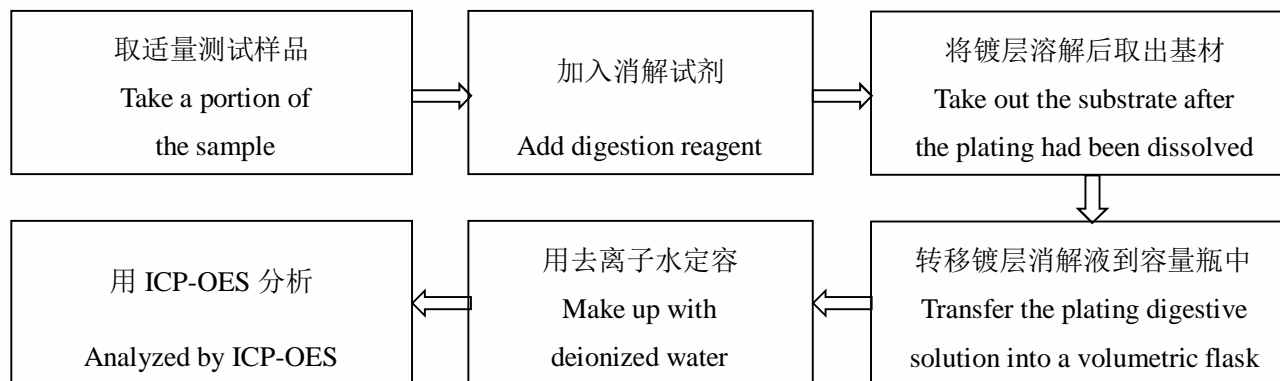 取适量测试样品
Take a portion of
the sample
加入消解试剂
Add digestion reagent
将镀层溶解后取出基材
Take out the substrate after
the plating had been dissolved
转移镀层消解液到容量瓶中
Transfer the plating digestive
solution into a volumetric flask
用去离子水定容
Make up with
deionized water
用 ICP-OES 分析
Analyzed by ICP-OES